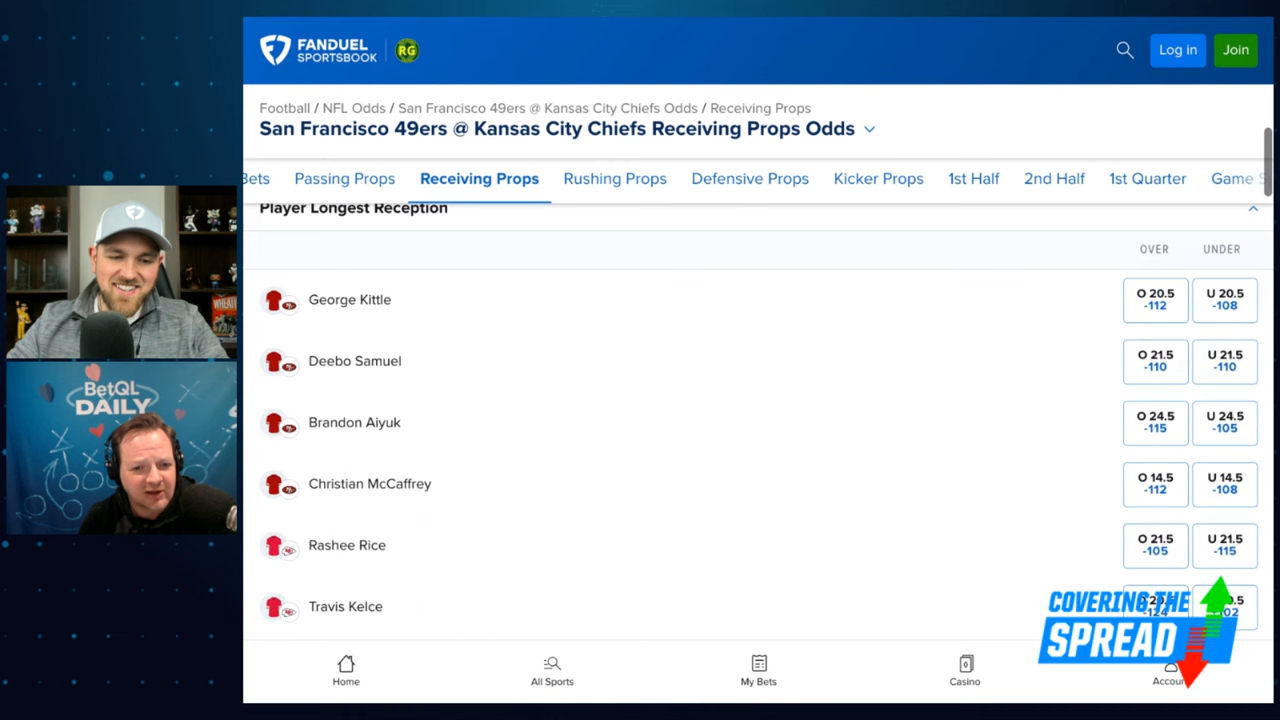 FANDUEL
SPORTSBOOK
RG
Log in
Join
Football / NFL Odds / San Francisco 49ers @ Kansas City Chiefs Odds / Receiving Props
San Francisco 49ers @ Kansas City Chiefs Receiving Props Odds
Bets
Passing Props
Receiving Props
Rushing Props
Defensive Props
Kicker Props
1st Half
2nd Half
1st Quarter
Game
Player Longest Reception
OVER
UNDER
George Kittle
O 20.5
-112
U 20.5
-108
Deebo Samuel
O 21.5
-110
U 21.5
-110
Brandon Aiyuk
O 24.5
-115
U 24.5
-105
Christian McCaffrey
O 14.5
-112
U 14.5
-108
Rashee Rice
O 21.5
-105
U 21.5
-115
Travis Kelce
COVERING THE
SPREAD
Home
All Sports
My Bets
Casino
BetQL
DAILY